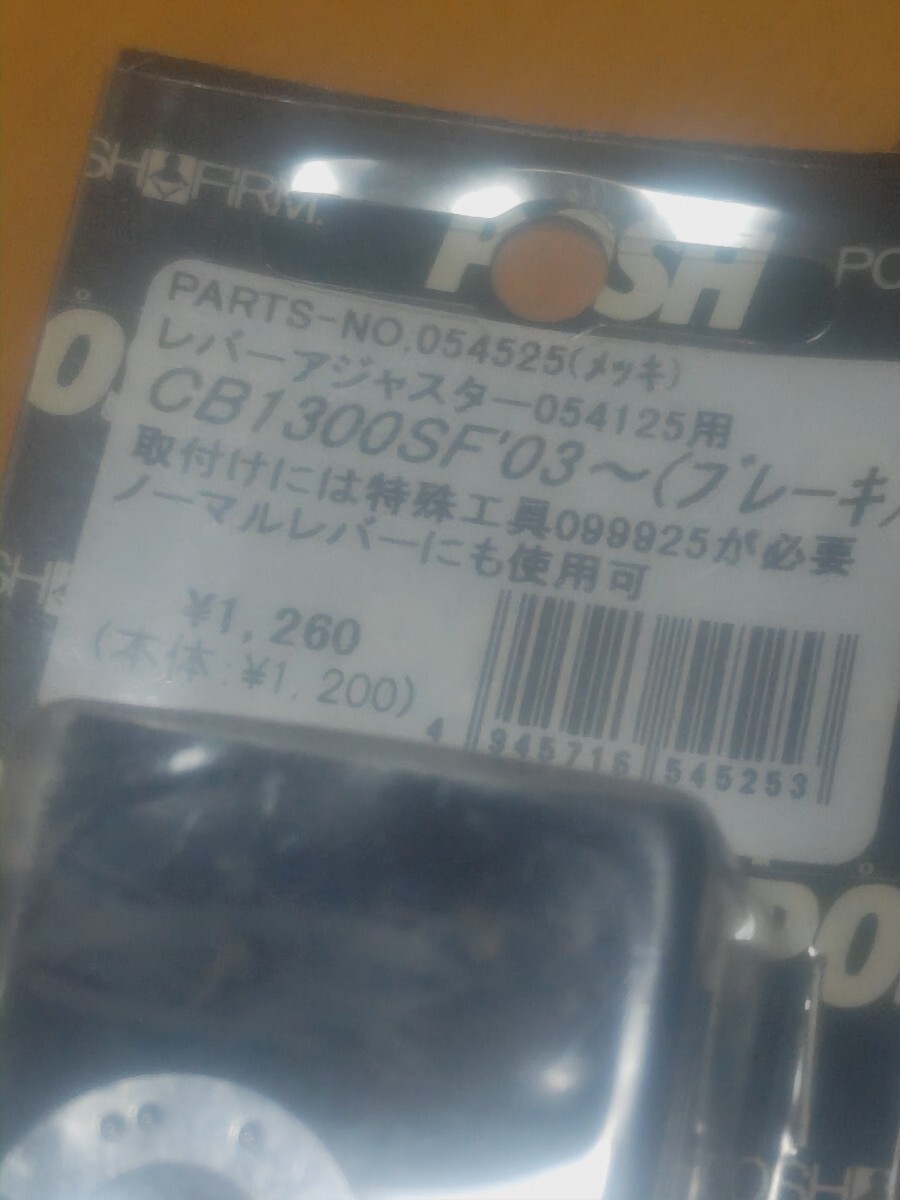 POSH FIRM.
POSH
PARTS-NO.054525(メッキ)
レバーアジャスター054125用
CB1300SF'03～(ブレーキ)
取付けには特殊工具099925が必要
ノーマルレバーにも使用可
¥1,260
(本体:¥1,200)
4 945716 545253